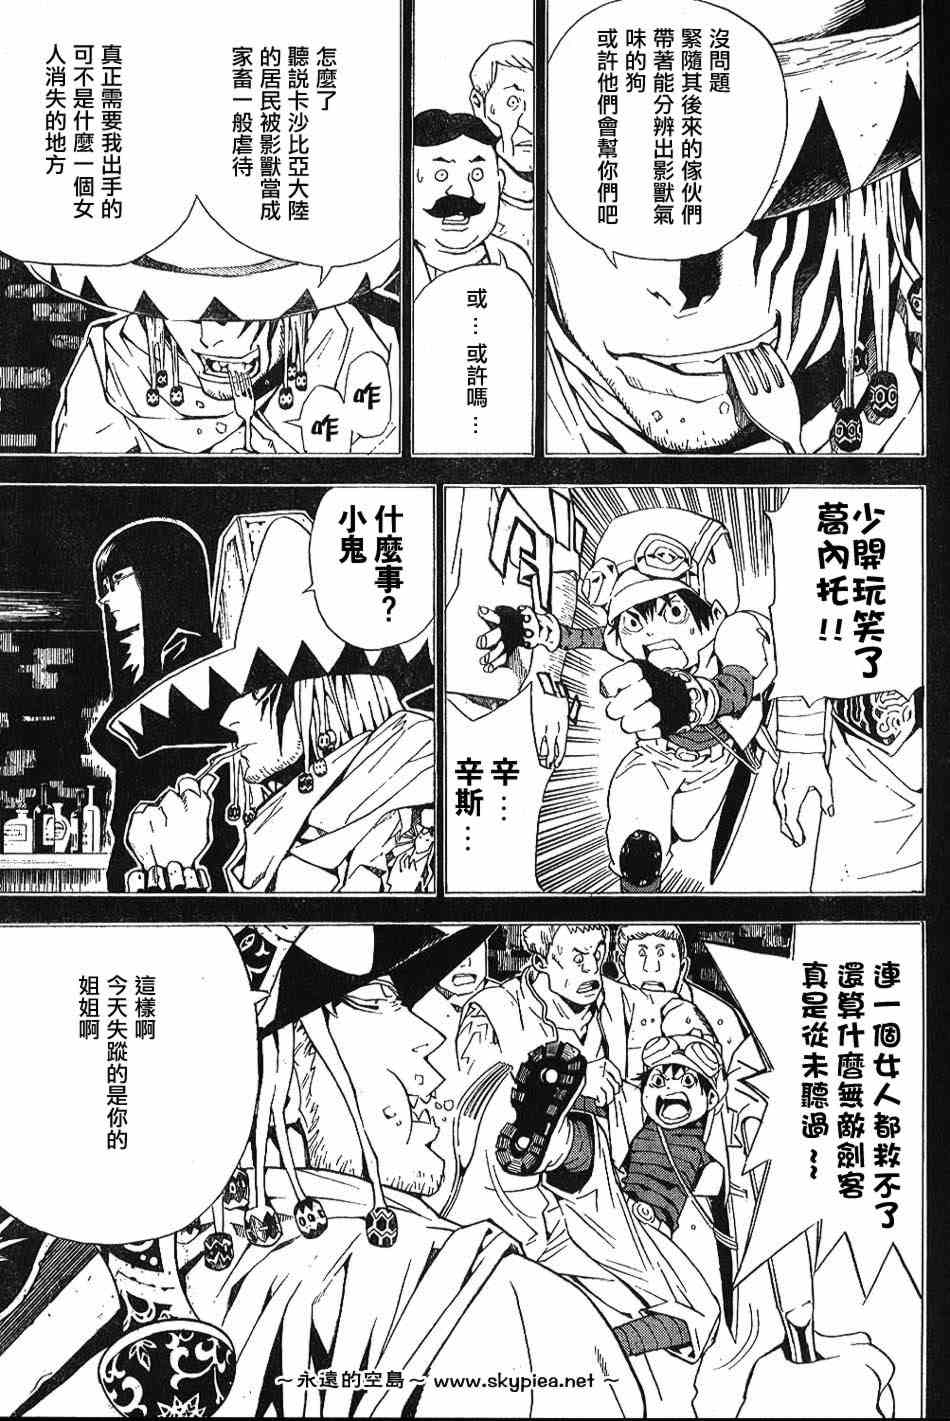 沒問題
緊隨其後來的傢伙們
帶著能分辨出影獸氣
味的狗
或許他們會幫你們吧
或…或許嗎…
怎麼了
聽説卡沙比亞大陸
的居民被影獸當成
家畜一般虐待
真正需要我出手的
可不是什麼一個女
人消失的地方
咋
咋
少開玩笑了
葛內托!!
辛…
辛斯…
什麼事?
小鬼
連一個女人都救不了
還算什麼無敵劍客
真是從未聽過~~
這樣啊
今天失蹤的是你的
姐姐啊
~永遠的空島~ www.skypiea.net ~